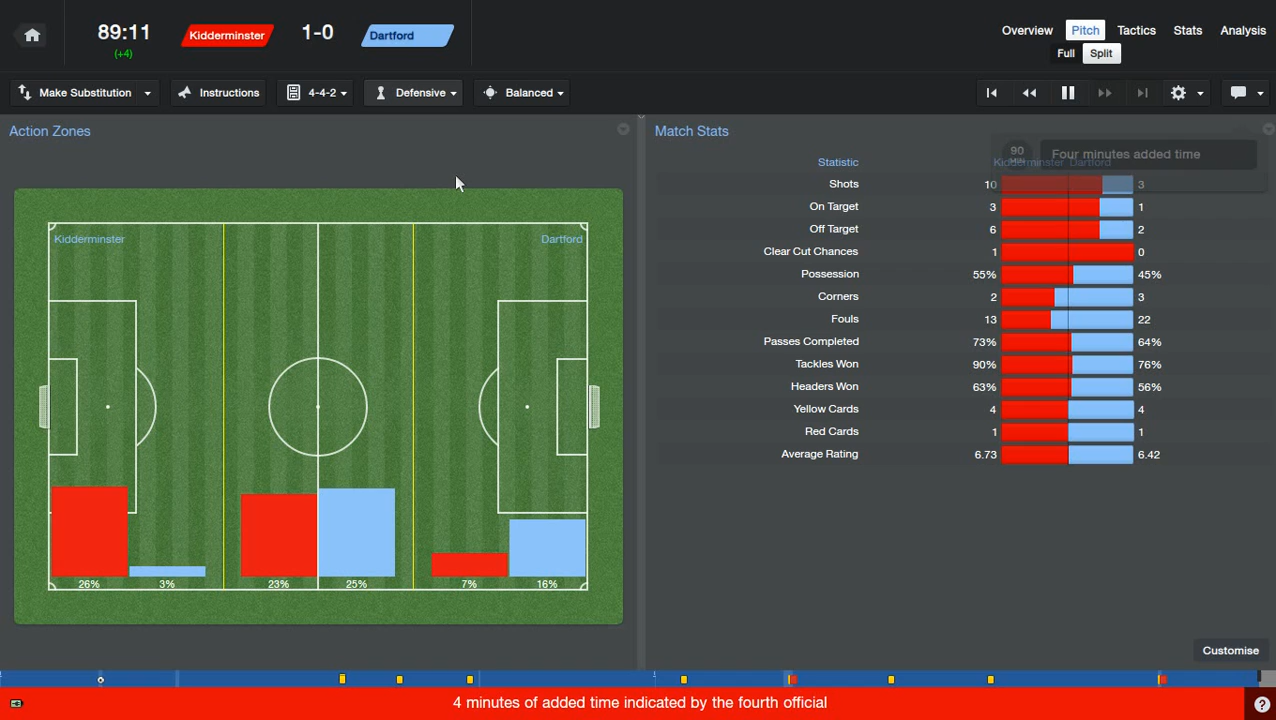 89:11
(+4)
Kidderminster
1-0
Dartford
Overview
Pitch
Tactics
Stats
Analysis
Full
Split
Make Substitution
Instructions
4-4-2
Defensive
Balanced
Action Zones
Kidderminster
Dartford
26%
3%
23%
25%
7%
16%
Match Stats
90
Four minutes added time
Statistic Kidderminster Dartford
Shots 10 3
On Target 3 1
Off Target 6 2
Clear Cut Chances 1 0
Possession 55% 45%
Corners 2 3
Fouls 13 22
Passes Completed 73% 64%
Tackles Won 90% 76%
Headers Won 63% 56%
Yellow Cards 4 4
Red Cards 1 1
Average Rating 6.73 6.42
Customise
4 minutes of added time indicated by the fourth official
?